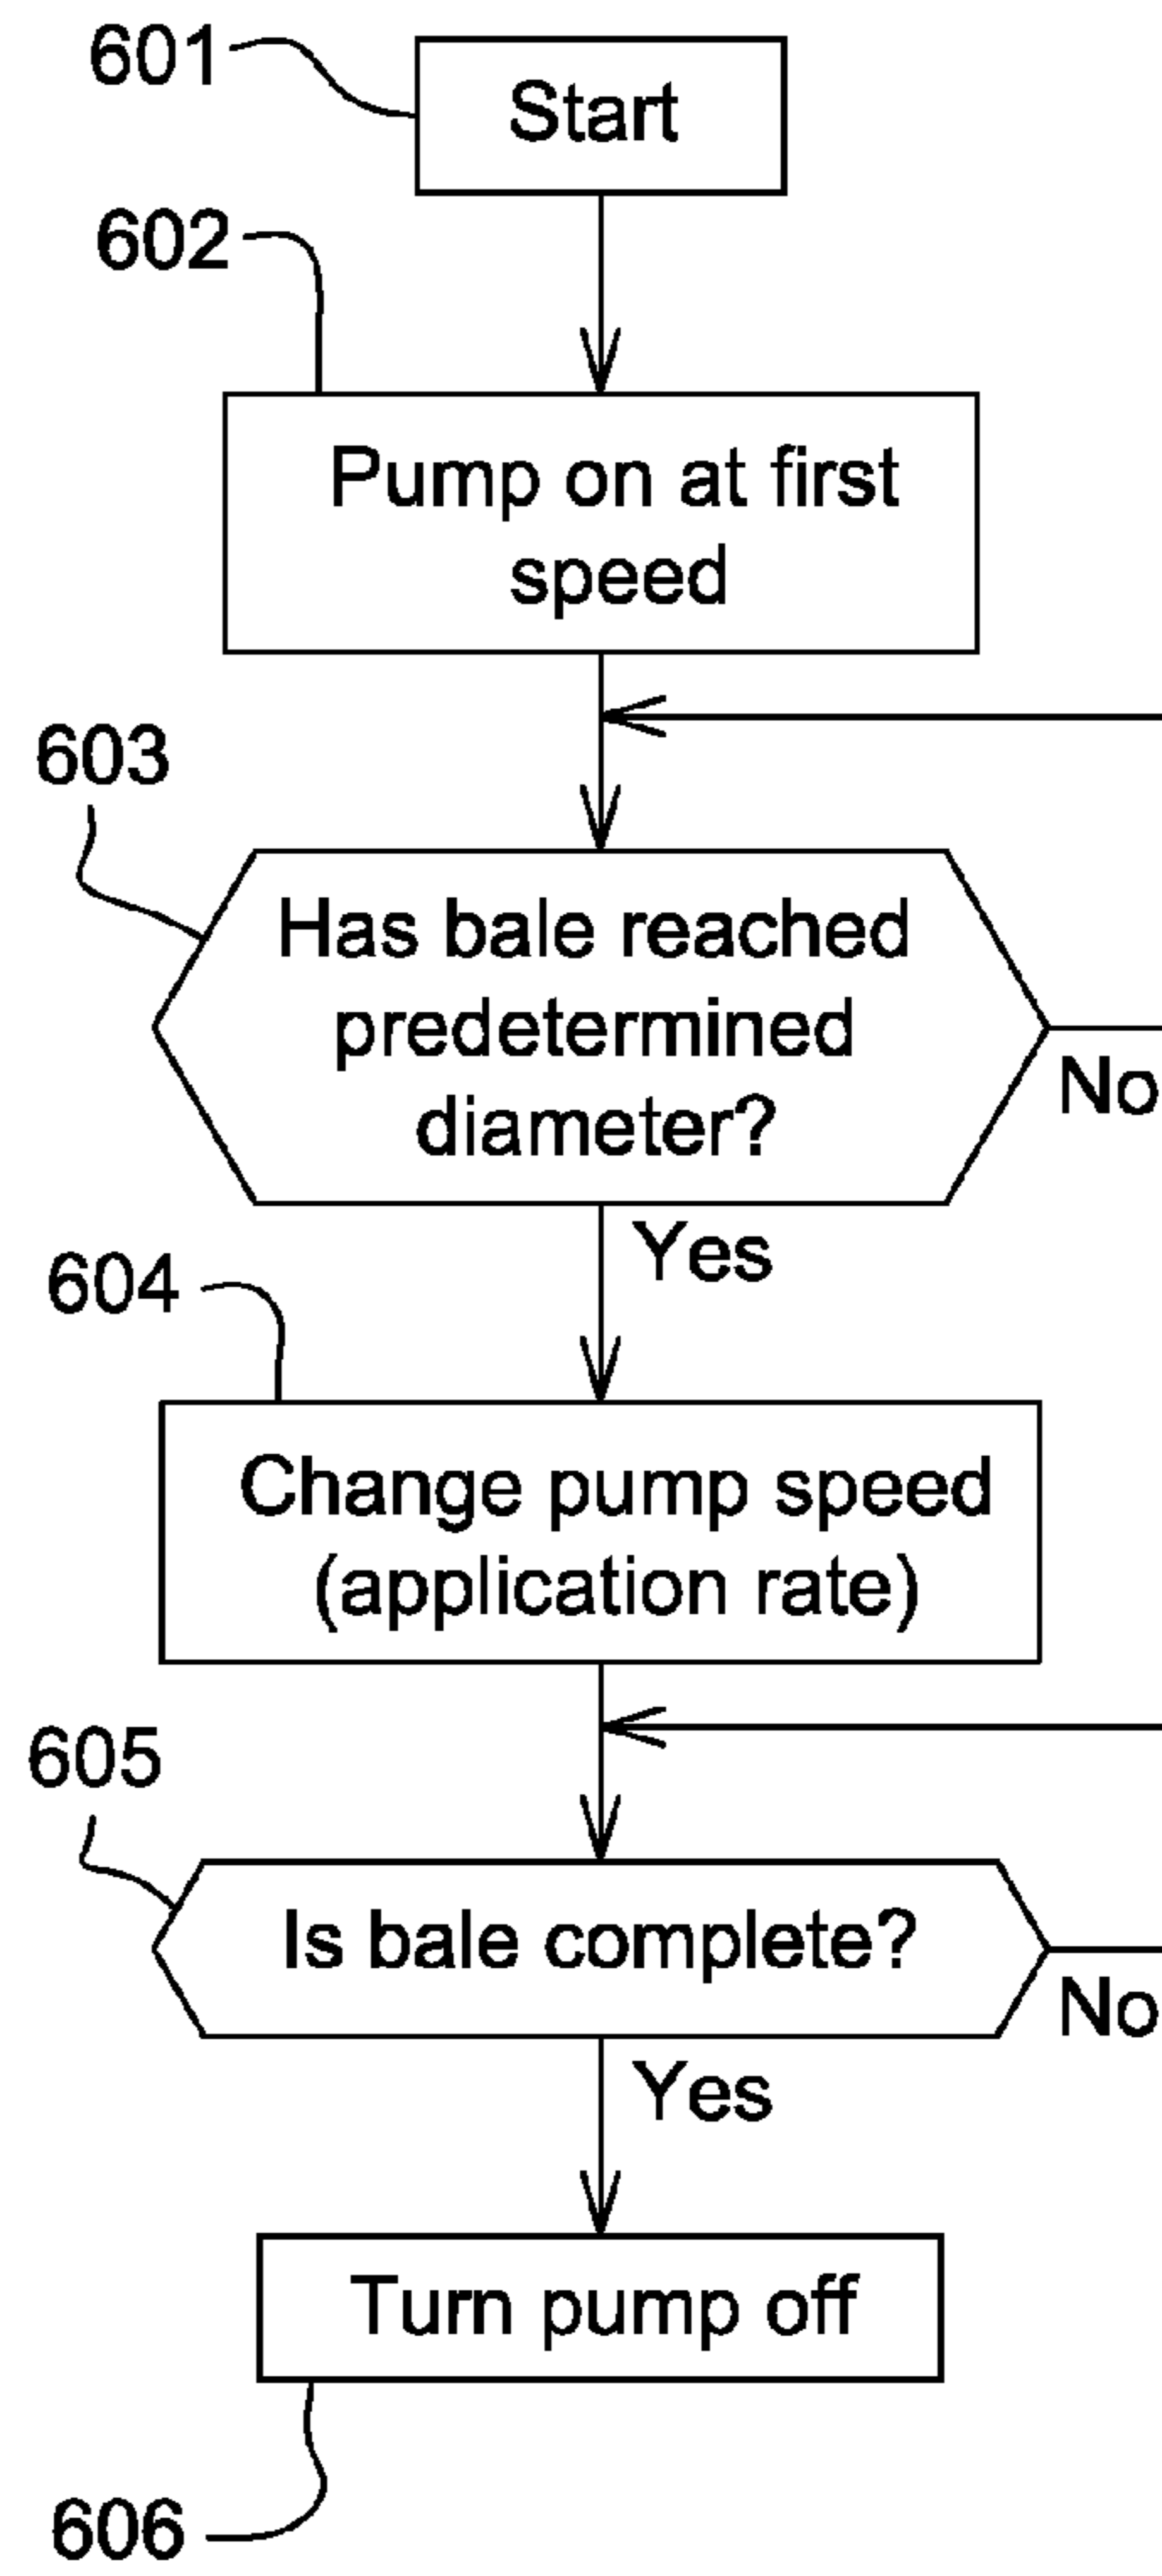 601
Start
602
Pump on at first
speed
603
Has bale reached
predetermined
diameter?
No
Yes
604
Change pump speed
(application rate)
605
Is bale complete?
No
Yes
Turn pump off
606